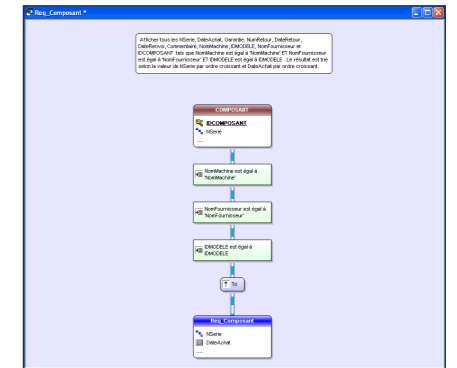 Req_Composant *
Afficher tous les NSerie, DateAchat, Garantie, NumRetour, DateRetour,
DateRenvoi, Commentaire, NomMachine, IDMODELE, NomFournisseur et
IDCOMPOSANT tels que NomMachine est égal à 'NomMachine' ET NomFournisseur
est égal à 'NomFournisseur' ET IDMODELE est égal à IDMODELE . Le résultat est trié
selon la valeur de NSerie par ordre croissant et DateAchat par ordre croissant.
COMPOSANT
IDCOMPOSANT
NSerie
...
NomMachine est égal à
'NomMachine'
NomFournisseur est égal à
'NomFournisseur'
IDMODELE est égal à
IDMODELE
Tri
Req_Composant
NSerie
DateAchat
...